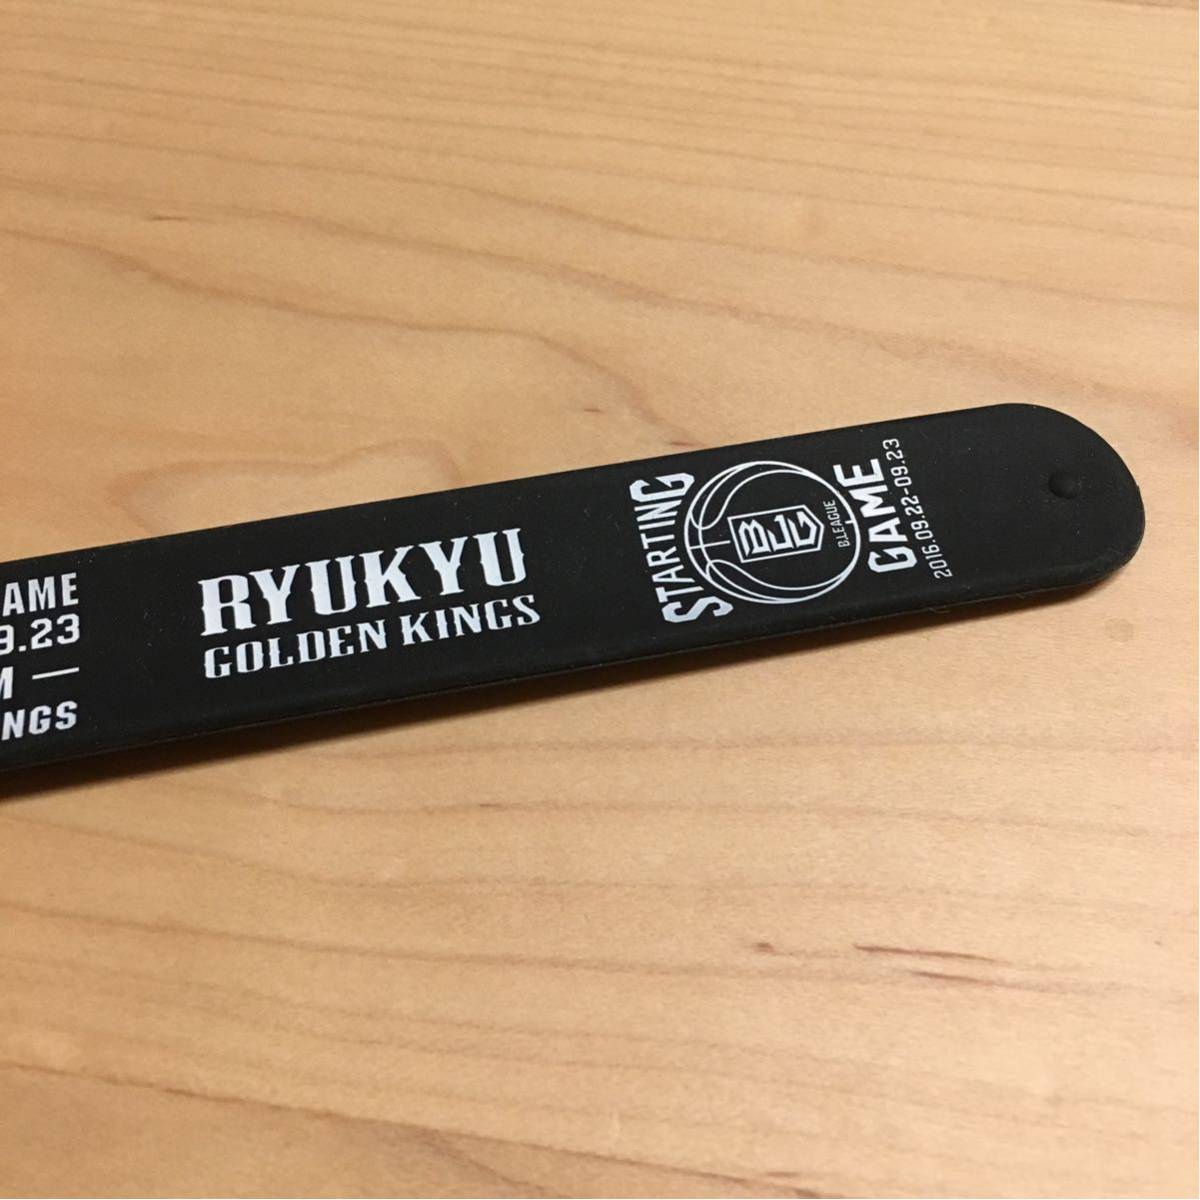 AME
9.23
M —
NGS
RYUKYU
GOLDEN KINGS
STARTING
B.LEAGUE
GAME
2016.09.22-09.23